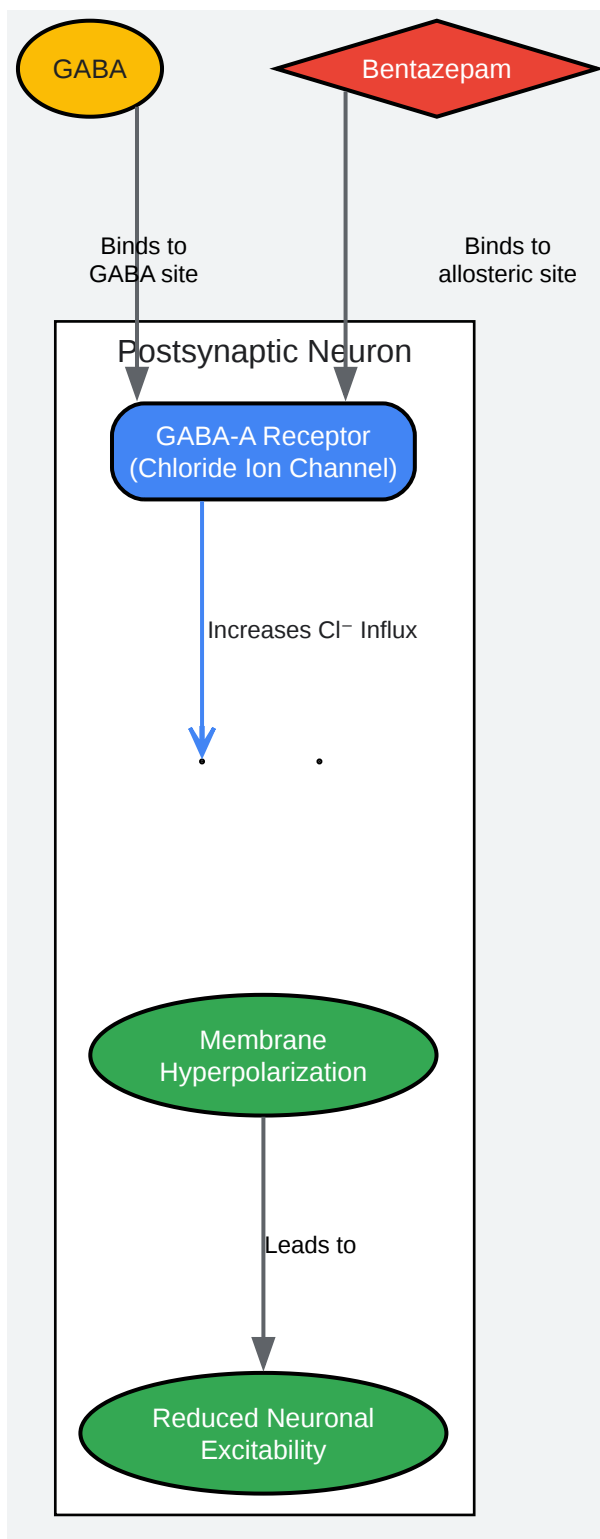 GABA
Bentazepam
Binds to
GABA site
Binds to
allosteric site
Postsynaptic Neuron
GABA-A Receptor
(Chloride Ion Channel)
Increases Cl⁻ Influx
Membrane
Hyperpolarization
Leads to
Reduced Neuronal
Excitability